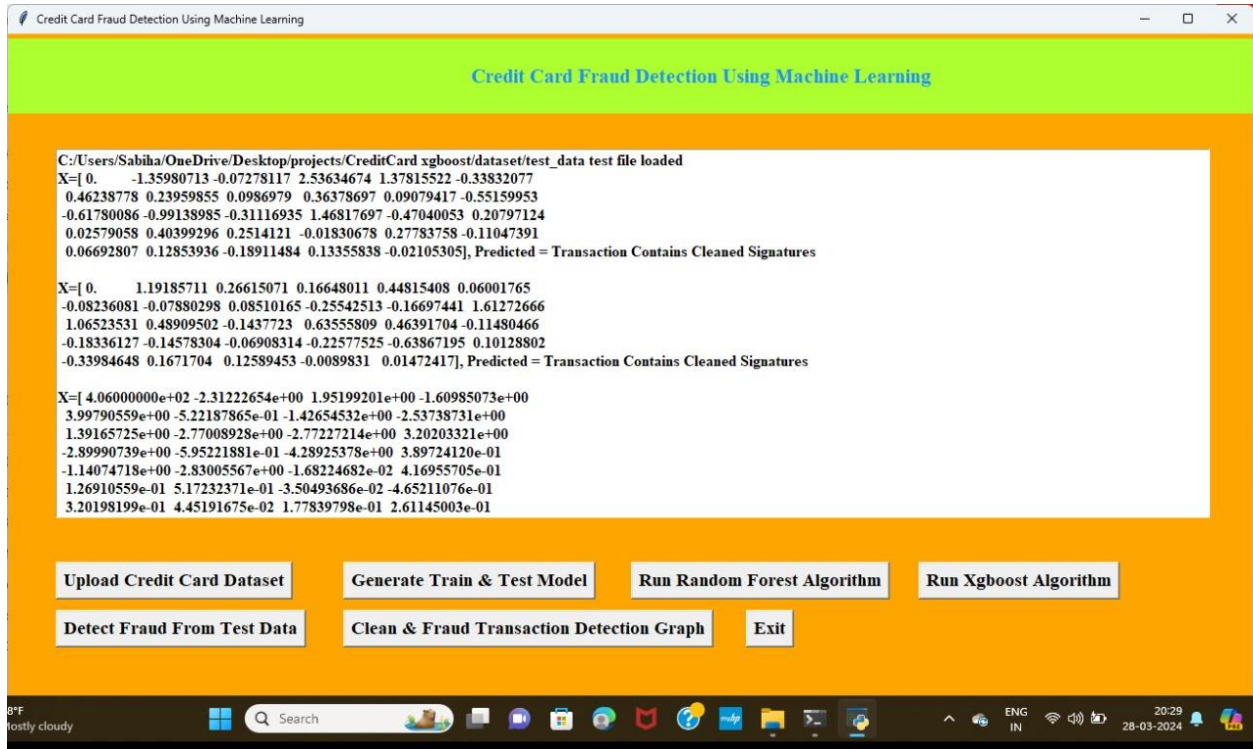 Credit Card Fraud Detection Using Machine Learning
Credit Card Fraud Detection Using Machine Learning
C:/Users/Sabiha/OneDrive/Desktop/projects/CreditCard xgboost/dataset/test_data test file loaded
X=[ 0. -1.35980713 -0.07278117 2.53634674 1.37815522 -0.33832077
0.46238778 0.23959855 0.0986979 0.36378697 0.09079417 -0.55159953
-0.61780086 -0.99138985 -0.31116935 1.46817697 -0.47040053 0.20797124
0.02579058 0.40399296 0.2514121 -0.01830678 0.27783758 -0.11047391
0.06692807 0.12853936 -0.18911484 0.13355838 -0.02105305], Predicted = Transaction Contains Cleaned Signatures
X=[ 0. 1.19185711 0.26615071 0.16648011 0.44815408 0.06001765
-0.08236081 -0.07880298 0.08510165 -0.25542513 -0.16697441 1.61272666
1.06523531 0.48909502 -0.1437723 0.63555809 0.46391704 -0.11480466
-0.18336127 -0.14578304 -0.06908314 -0.22577525 -0.63867195 0.10128802
-0.33984648 0.1671704 0.12589453 -0.0089831 0.01472417], Predicted = Transaction Contains Cleaned Signatures
X=[ 4.06000000e+02 -2.31222654e+00 1.95199201e+00 -1.60985073e+00
3.99790559e+00 -5.22187865e-01 -1.42654532e+00 -2.53738731e+00
1.39165725e+00 -2.77008928e+00 -2.77227214e+00 3.20203321e+00
-2.89990739e+00 -5.95221881e-01 -4.28925378e+00 3.89724120e-01
-1.14074718e+00 -2.83005567e+00 -1.68224682e-02 4.16955705e-01
1.26910559e-01 5.17232371e-01 -3.50493686e-02 -4.65211076e-01
3.20198199e-01 4.45191675e-02 1.77839798e-01 2.61145003e-01
Upload Credit Card Dataset Generate Train & Test Model Run Random Forest Algorithm Run Xgboost Algorithm
Detect Fraud From Test Data Clean & Fraud Transaction Detection Graph Exit
8°F
Mostly cloudy
Search
ENG
IN
20:29
28-03-2024